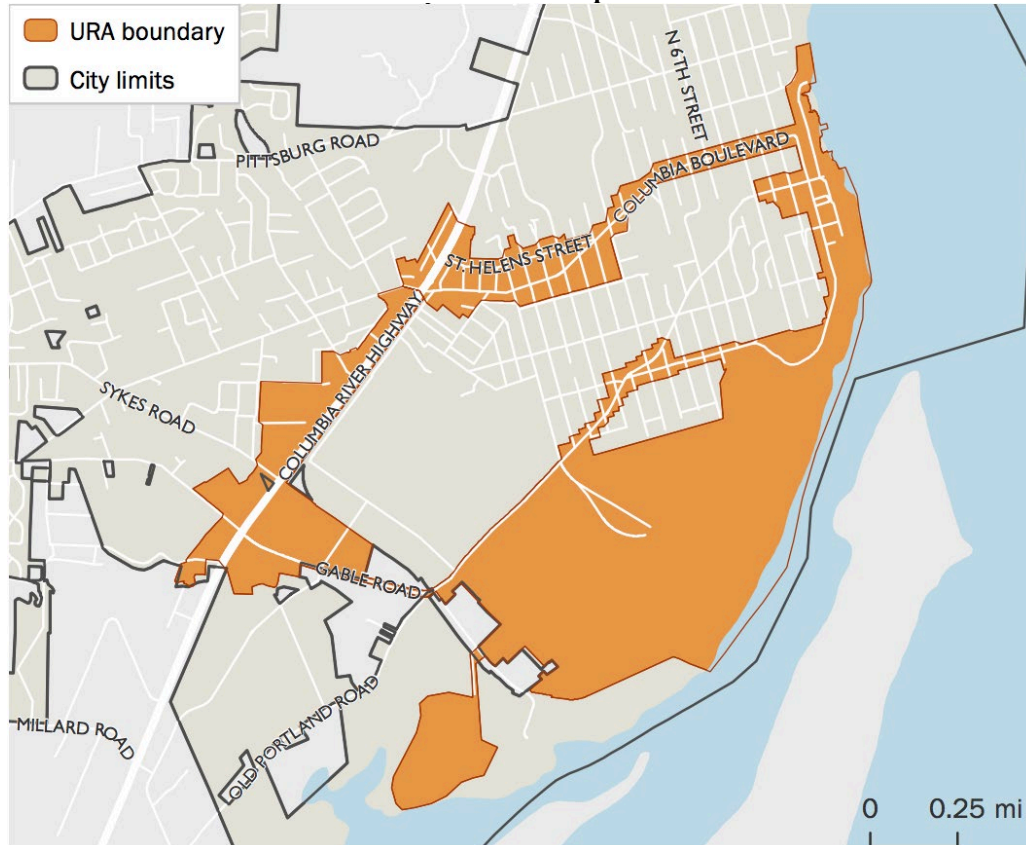 URA boundary
City limits
N 6TH STREET
PITTSBURG ROAD
COLUMBIA BOULEVARD
ST. HELENS STREET
COLUMBIA RIVER HIGHWAY
SYKES ROAD
GABLE ROAD
OLD PORTLAND ROAD
MILLARD ROAD
0 0.25 mi